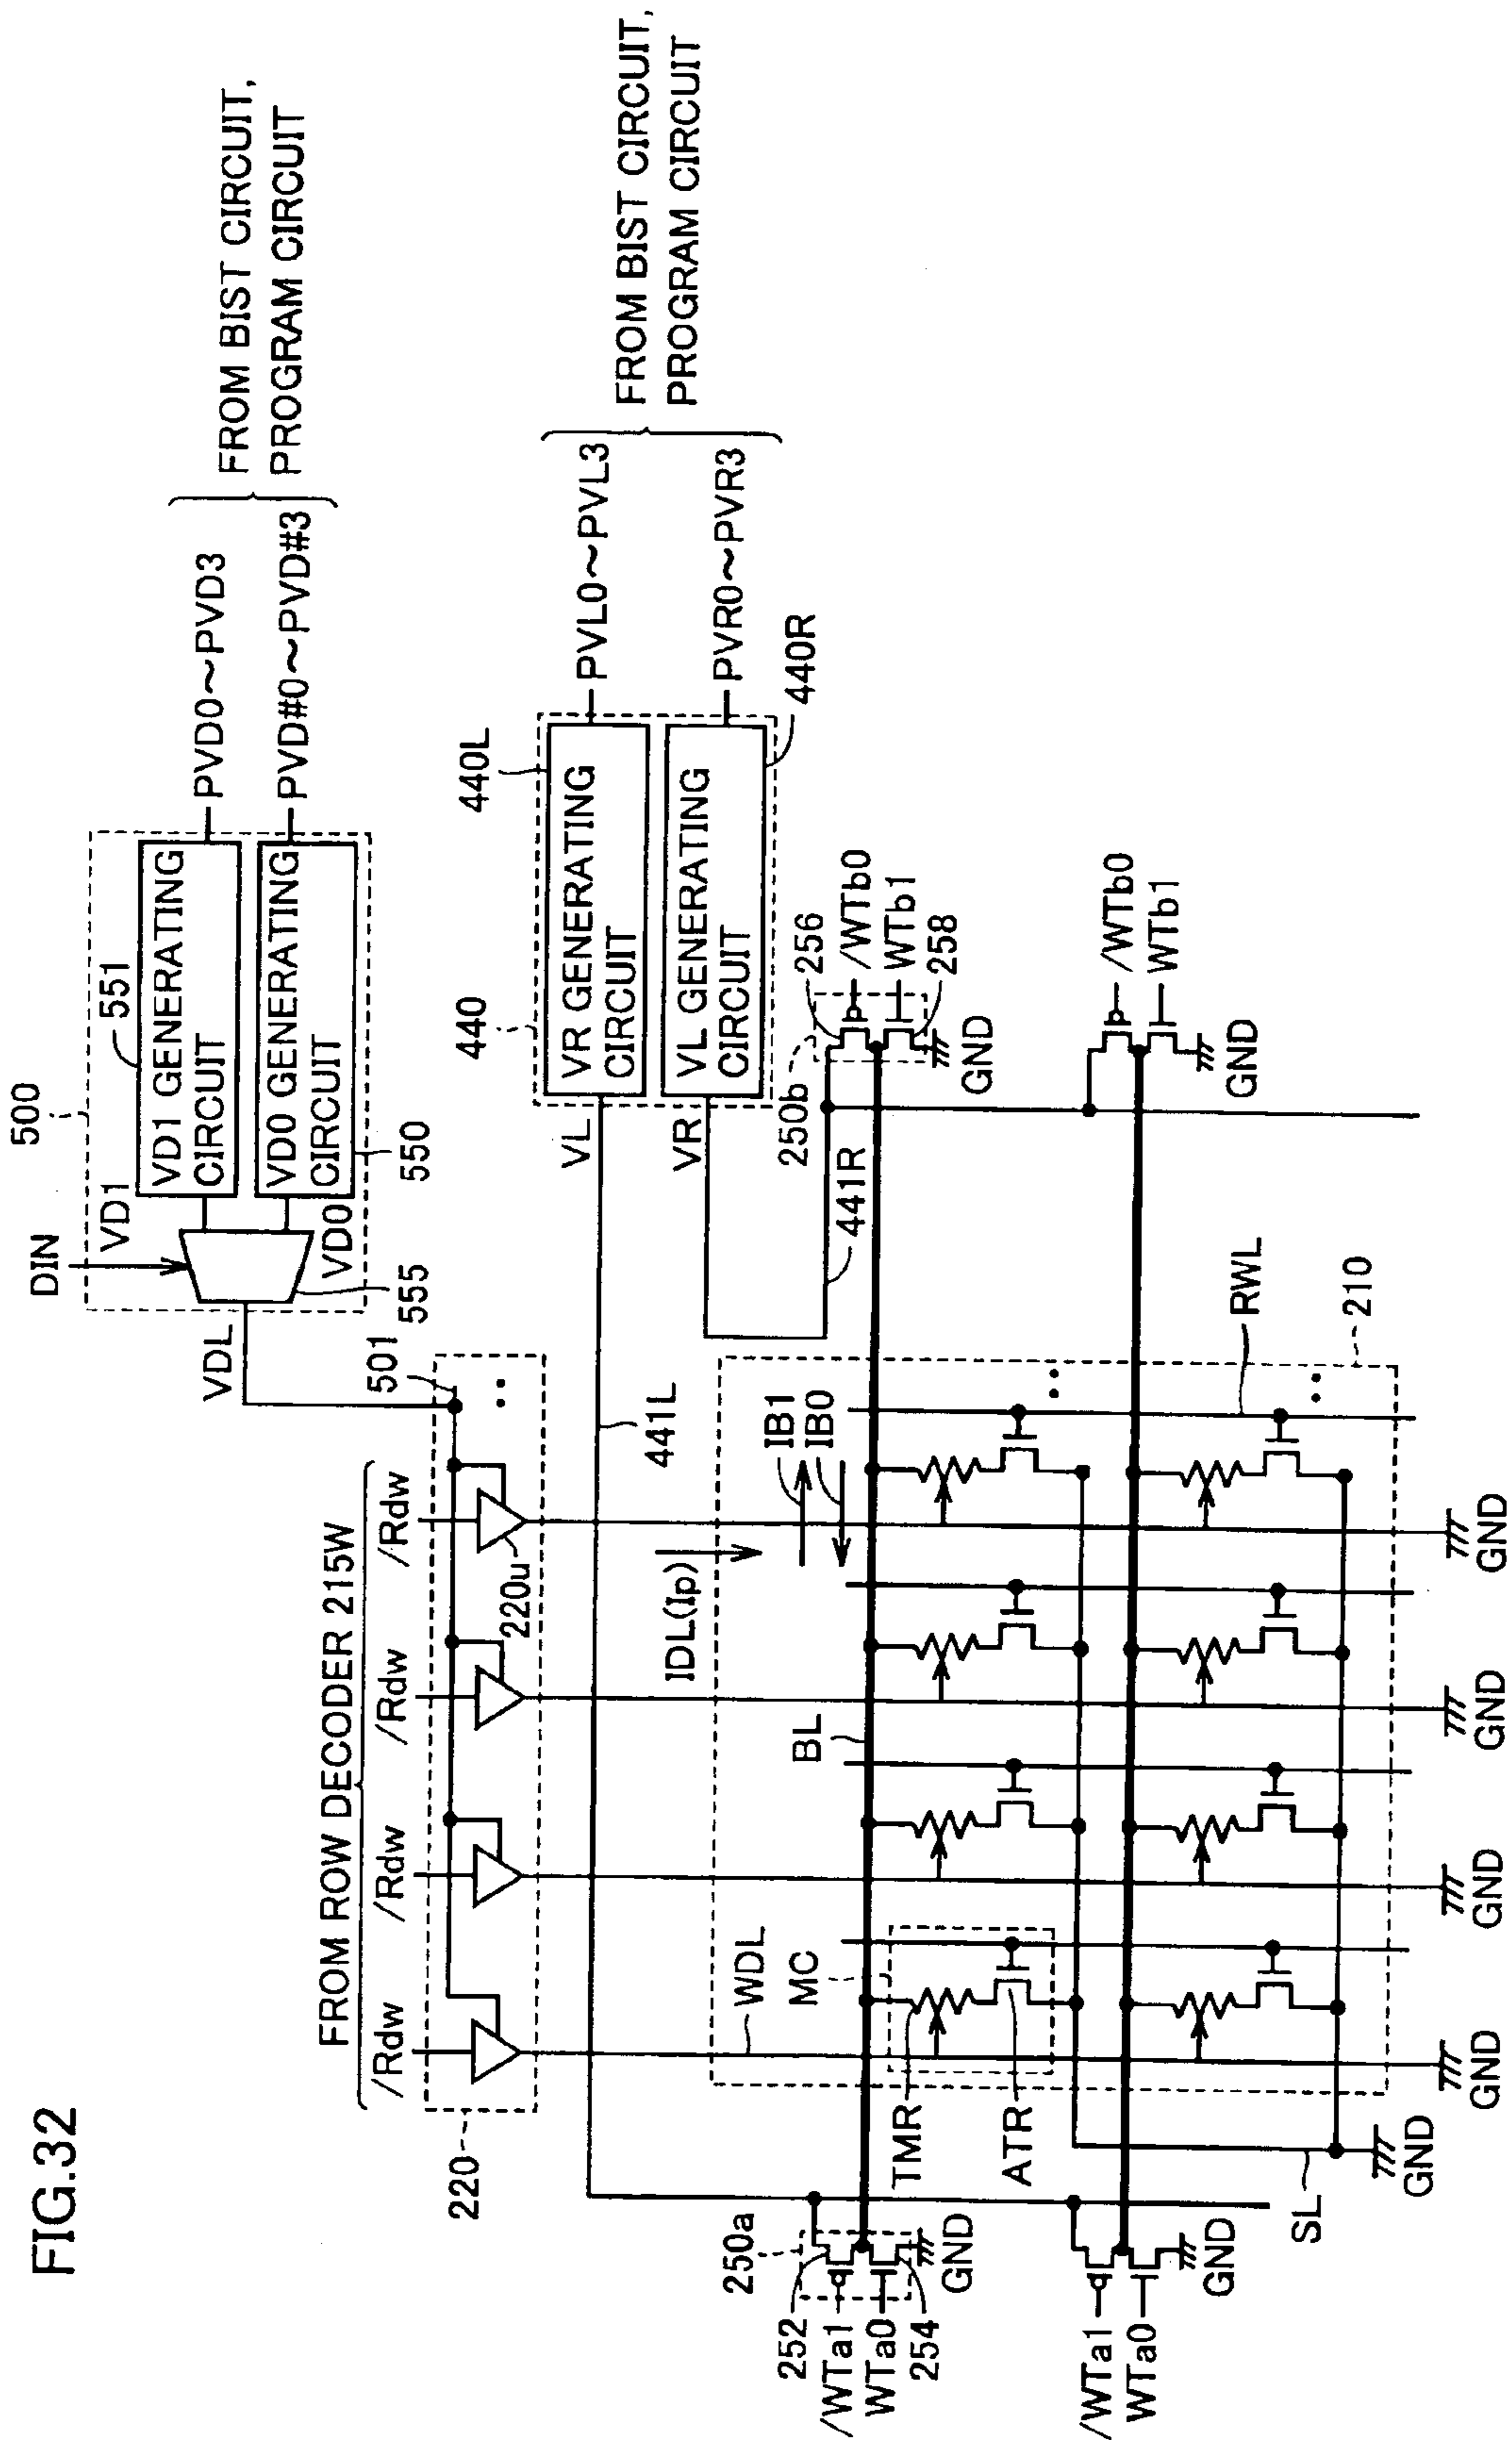 FIG.32
500
DIN
VD1
551
VD1 GENERATING
CIRCUIT
VD0 GENERATING
CIRCUIT
VD0
555
550
PVD0~PVD3
PVD#0~PVD#3
FROM BIST CIRCUIT,
PROGRAM CIRCUIT
VDL
501
FROM ROW DECODER 215W
/Rdw
/Rdw
/Rdw
/Rdw
220
220u
440
440L
VR GENERATING
CIRCUIT
VL GENERATING
CIRCUIT
440R
PVL0~PVL3
PVR0~PVR3
FROM BIST CIRCUIT,
PROGRAM CIRCUIT
VL
VR
441L
441R
IDL(Ip)
IB1
IB0
WDL
BL
MC
TMR
ATR
RWL
210
250a
252
/WTa1
WTa0
254
GND
250b
256
/WTb0
WTb1
258
GND
/WTa1
WTa0
GND
/WTb0
WTb1
GND
SL
GND
GND
GND
GND
GND